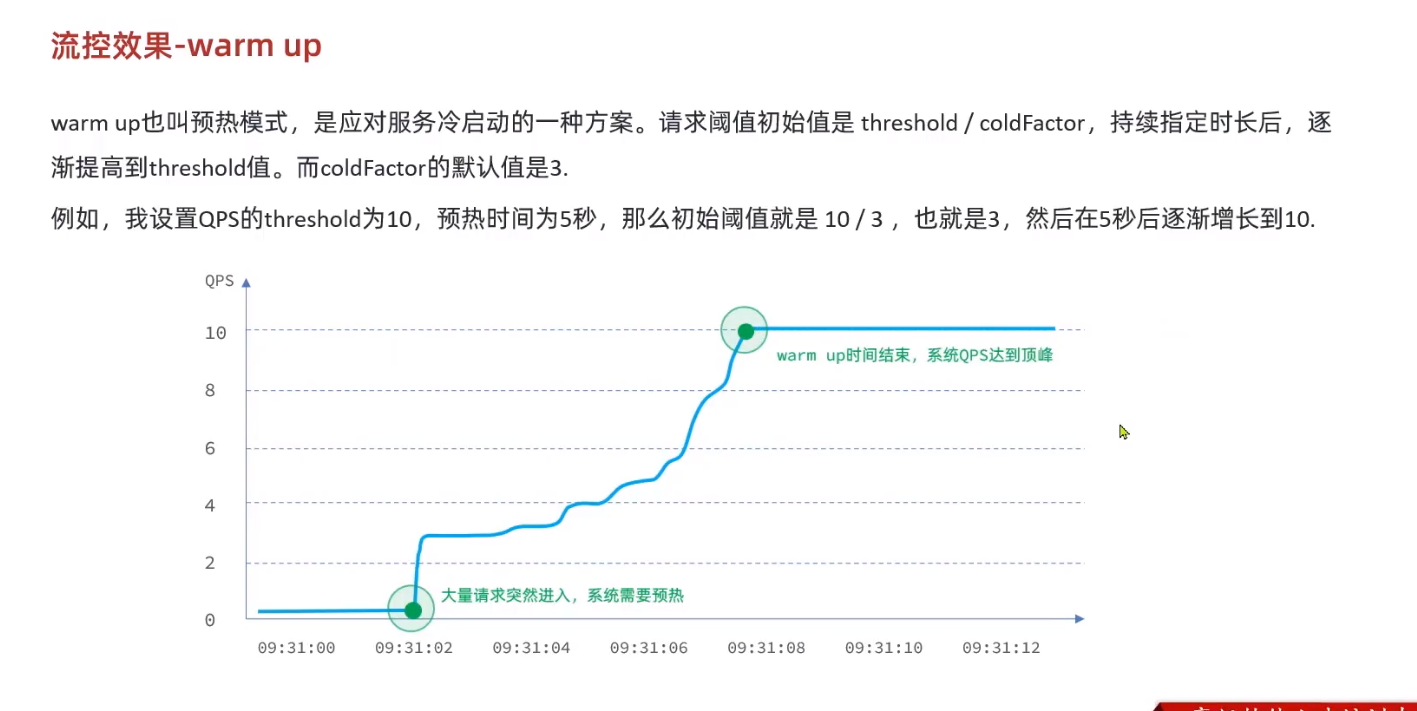 流控效果-warm up
warm up也叫预热模式，是应对服务冷启动的一种方案。请求阈值初始值是 threshold / coldFactor，持续指定时长后，逐
渐提高到threshold值。而coldFactor的默认值是3.
例如，我设置QPS的threshold为10，预热时间为5秒，那么初始阈值就是 10 / 3 ，也就是3，然后在5秒后逐渐增长到10.
QPS
10
warm up时间结束，系统QPS达到顶峰
8
6
4
2
大量请求突然进入，系统需要预热
0
09:31:00 09:31:02 09:31:04 09:31:06 09:31:08 09:31:10 09:31:12